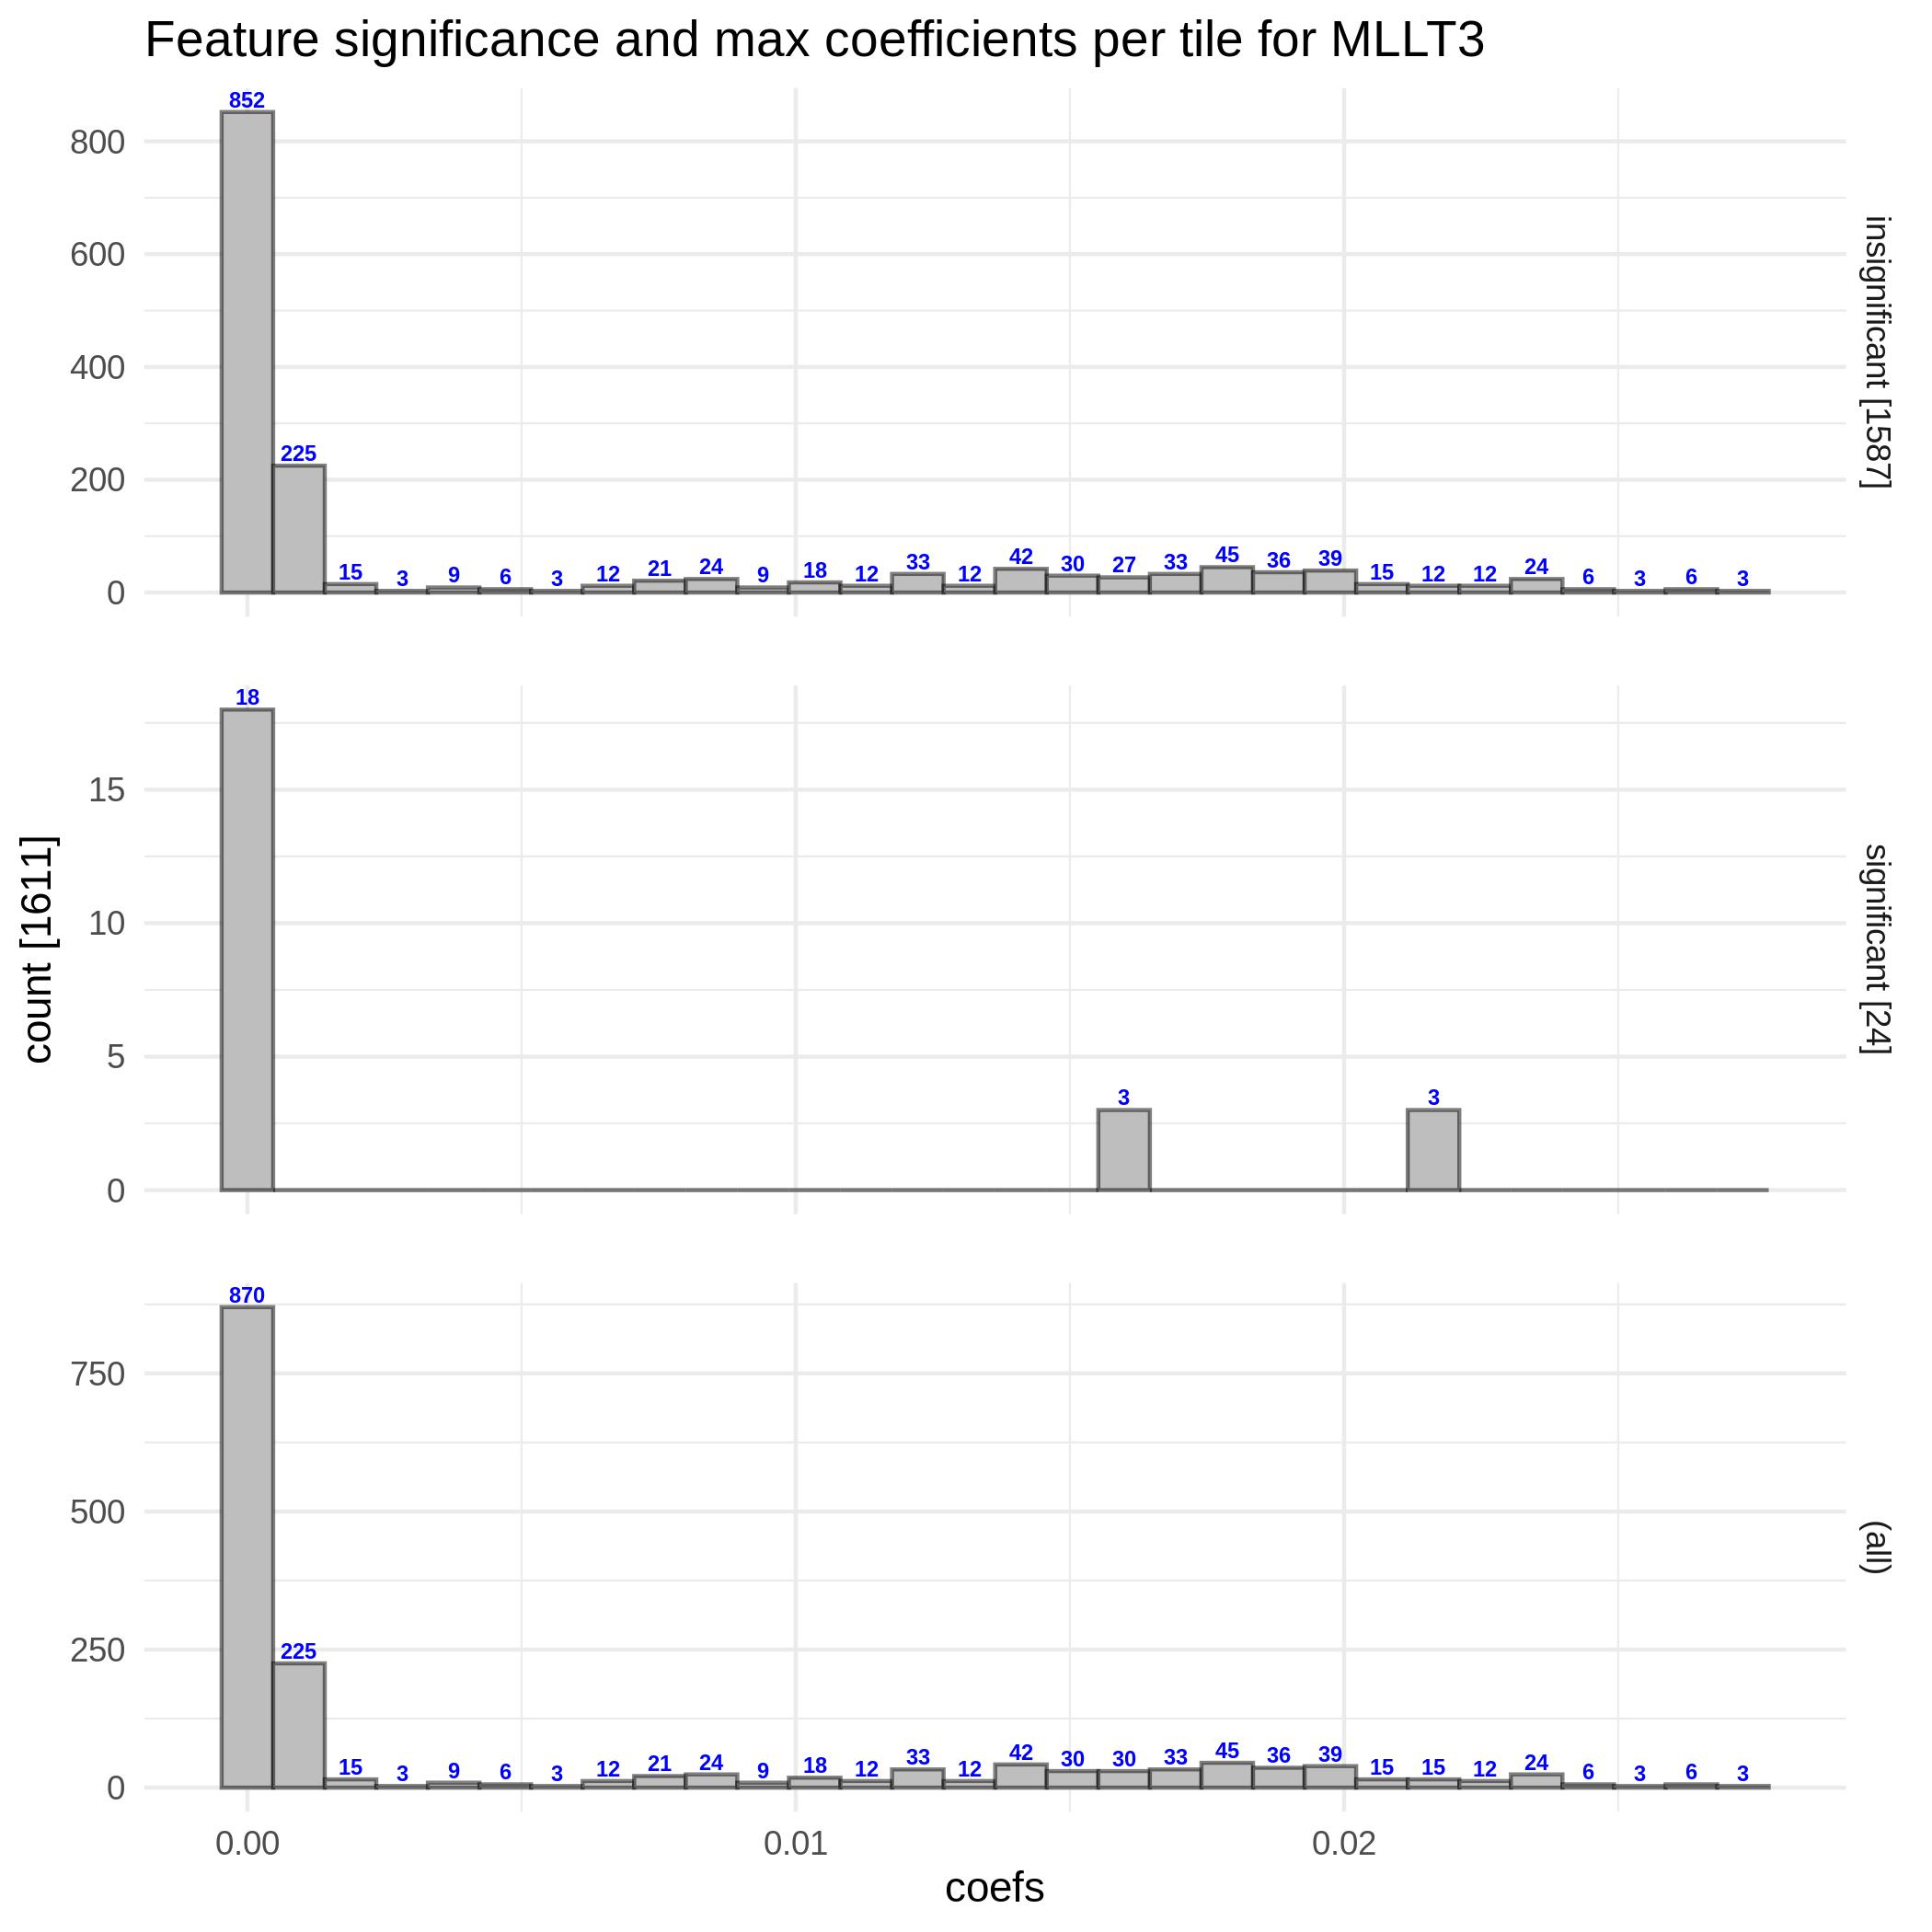 Feature significance and max coefficients per tile for MLLT3
count [1611]
800
600
400
200
0
852
225
15 3 9 6 3 12 21 24 9 18 12 33 12 42 30 27 33 45 36 39 15 12 12 24 6 3 6 3
insignificant [1587]
15
10
5
0
18
3 3
significant [24]
750
500
250
0
870
225
15 3 9 6 3 12 21 24 9 18 12 33 12 42 30 30 33 45 36 39 15 15 12 24 6 3 6 3
(all)
0.00 0.01 0.02
coefs